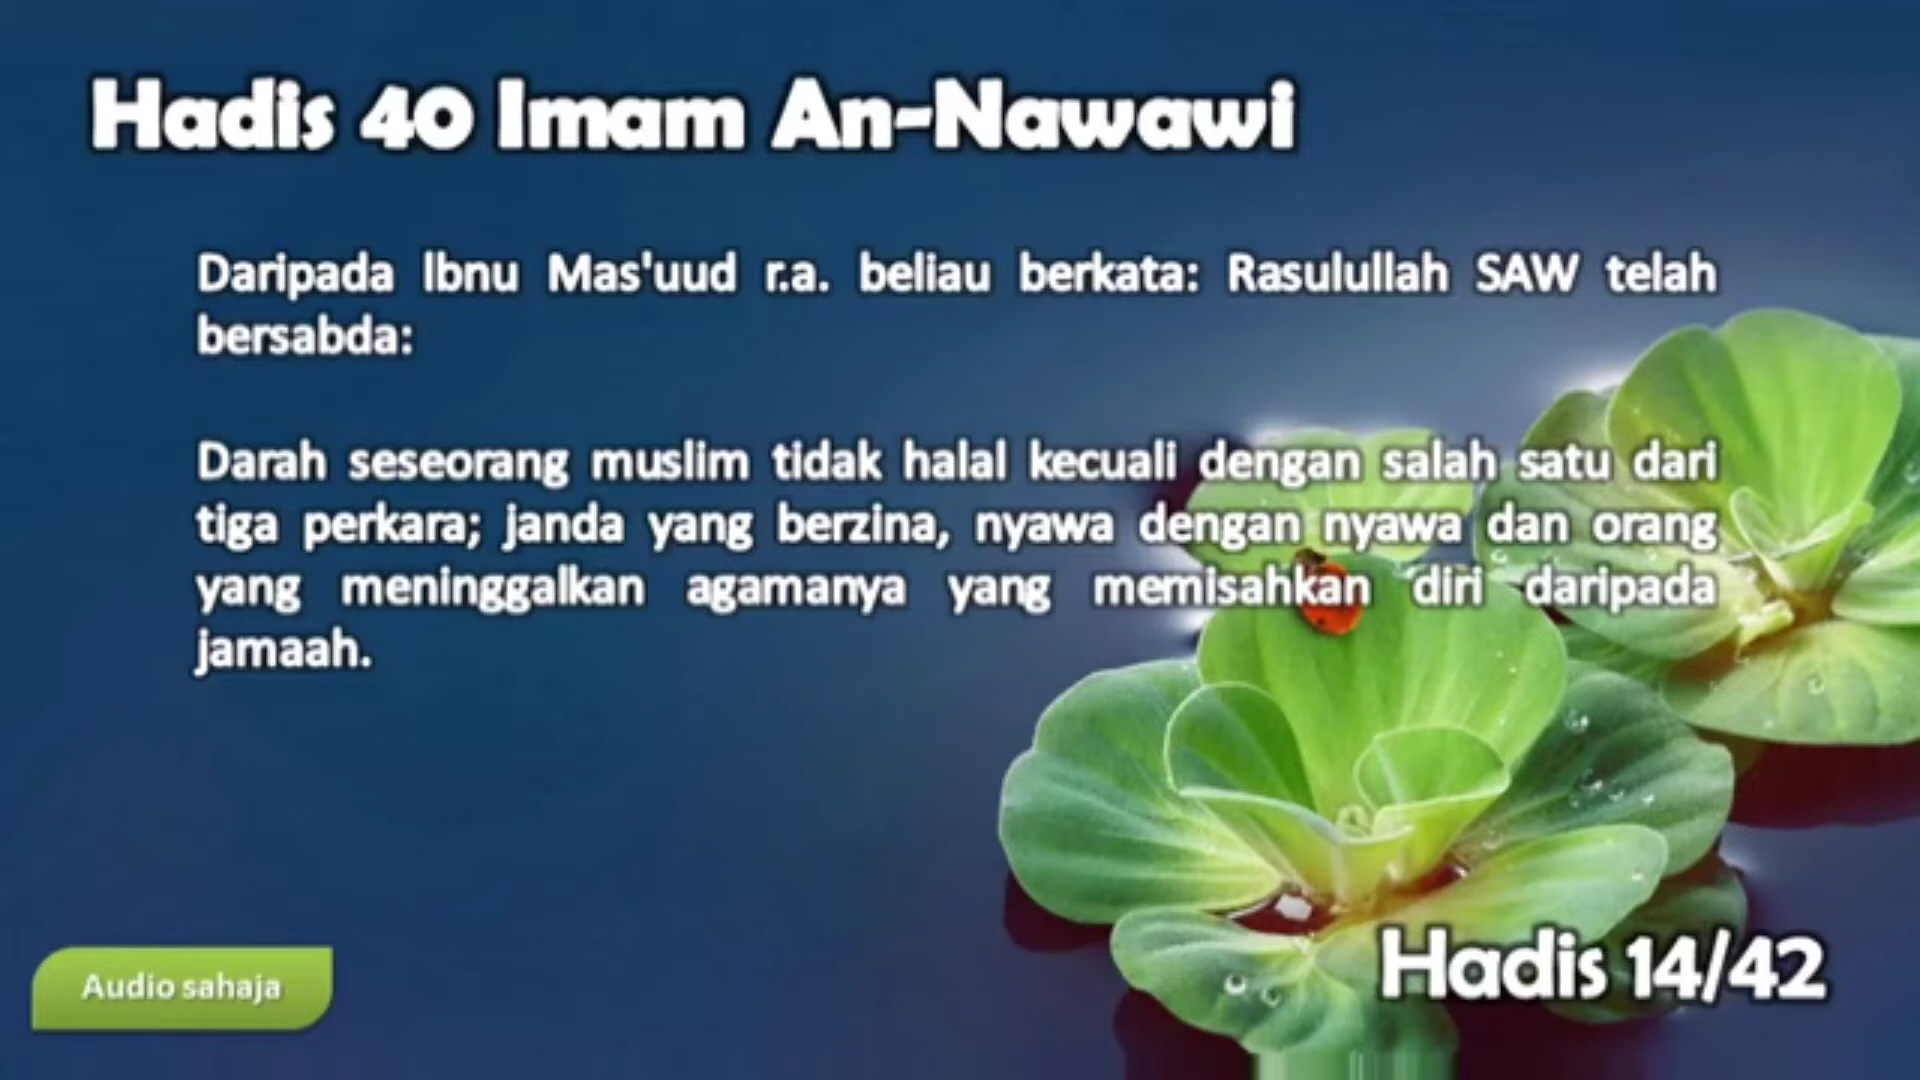 Hadis 40 Imam An-Nawawi
Daripada Ibnu Mas'uud r.a. beliau berkata: Rasulullah SAW telah
bersabda:
Darah seseorang muslim tidak halal kecuali dengan salah satu dari
tiga perkara; janda yang berzina, nyawa dengan nyawa dan orang
yang meninggalkan agamanya yang memisahkan diri daripada
jamaah.
Audio sahaja
Hadis 14/42